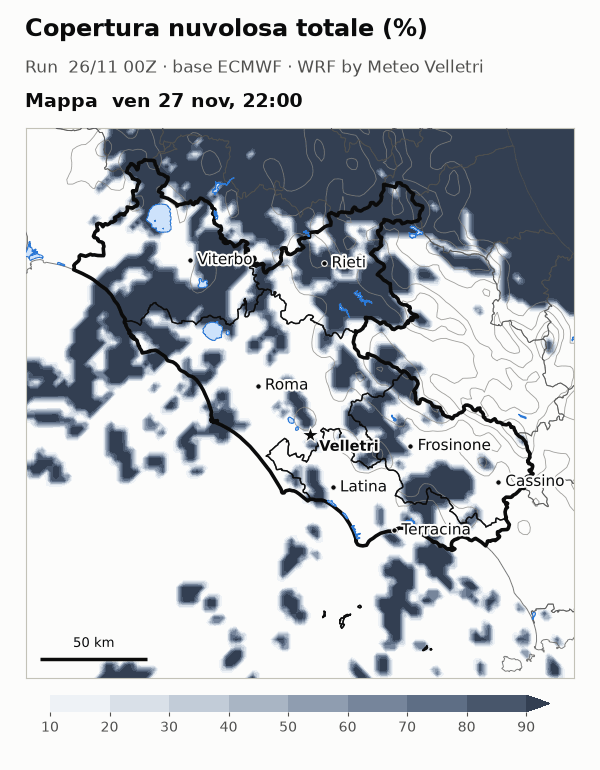 Copertura nuvolosa totale (%)
Run  26/11 00Z · base ECMWF · WRF by Meteo Velletri
Mappa  ven 27 nov, 22:00
Viterbo
Rieti
Roma
Velletri
Frosinone
Cassino
Latina
Terracina
50 km
10 20 30 40 50 60 70 80 90